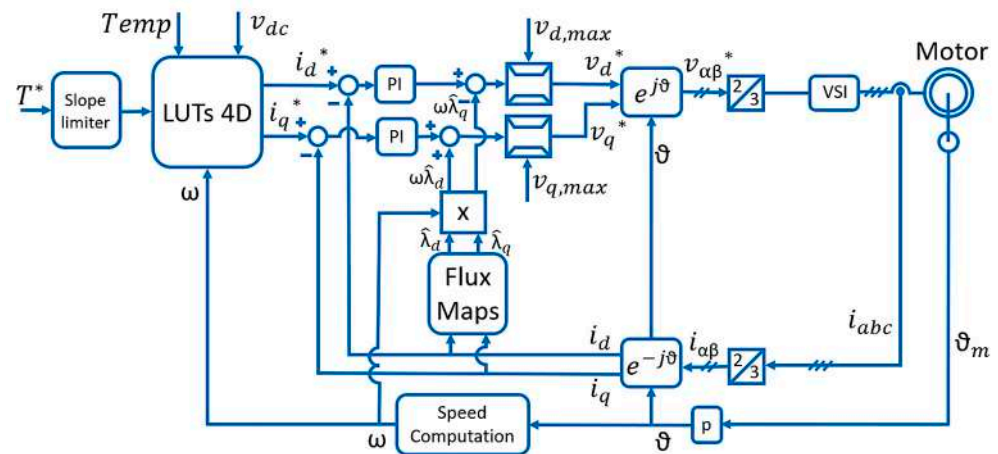 Temp
v_dc
v_d,max
Motor
T*
Slope
limiter
LUTs 4D
i_d*
+
-
PI
+
-
ωλ̂_q
v_d*
e^jϑ
v_αβ*
2/3
VSI
i_q*
+
-
PI
+
+
v_q*
ωλ̂_d
v_q,max
ϑ
ω
x
λ̂_d
λ̂_q
Flux
Maps
i_abc
ϑ_m
i_d
e^-jϑ
i_αβ
2/3
i_q
Speed
Computation
ω
ϑ
p